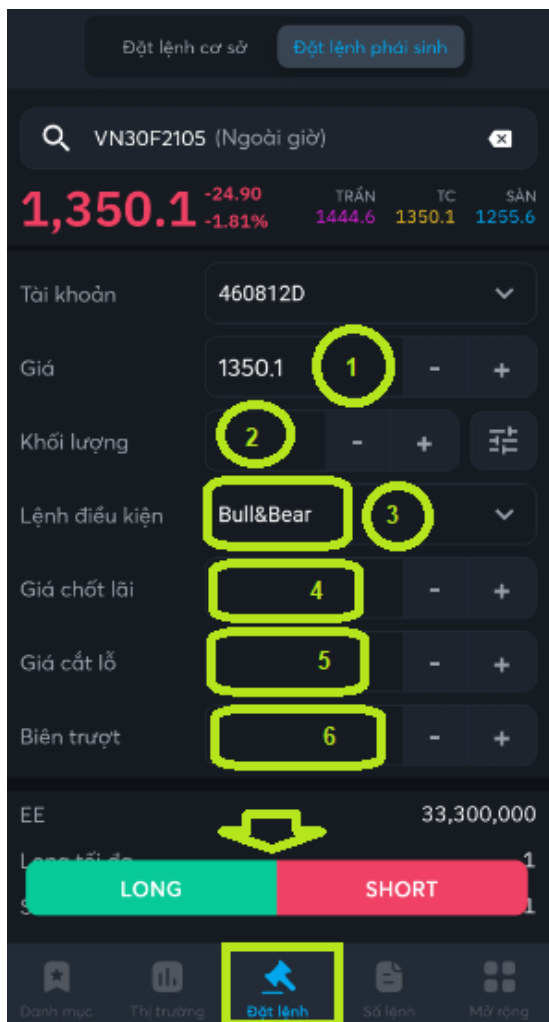 Đặt lệnh cơ sở Đặt lệnh phái sinh
VN30F2105 (Ngoài giờ)
1,350.1 -24.90 TRẦN TC SÀN
-1.81% 1444.6 1350.1 1255.6
Tài khoản 460812D
Giá 1350.1 1 - +
Khối lượng 2 - +
Lệnh điều kiện Bull&Bear 3
Giá chốt lãi 4 - +
Giá cắt lỗ 5 - +
Biên trượt 6 - +
EE 33,300,000
Long tối đa 1
S 1
LONG SHORT
Danh mục Thị trường Đặt lệnh Sổ lệnh Mở rộng